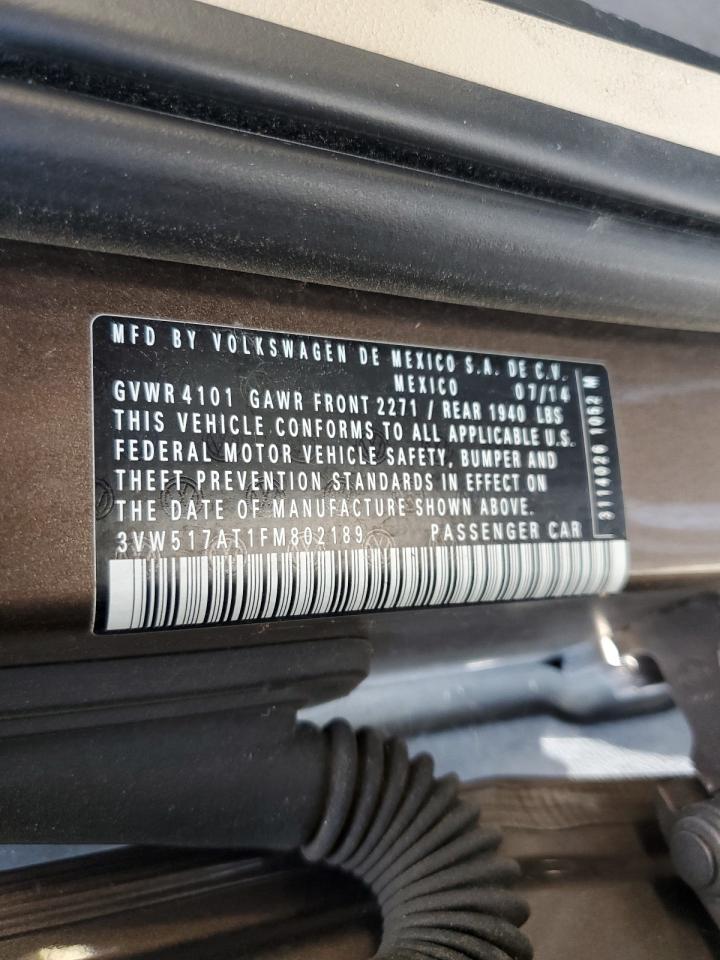 MFD BY VOLKSWAGEN DE MEXICO S.A. DE C.V.
MEXICO 07/14
GVWR 4101 GAWR FRONT 2271 / REAR 1940 LBS
THIS VEHICLE CONFORMS TO ALL APPLICABLE U.S.
FEDERAL MOTOR VEHICLE SAFETY, BUMPER AND
THEFT PREVENTION STANDARDS IN EFFECT ON
THE DATE OF MANUFACTURE SHOWN ABOVE.
3VW517AT1FM802189 PASSENGER CAR
3114026 1062 M